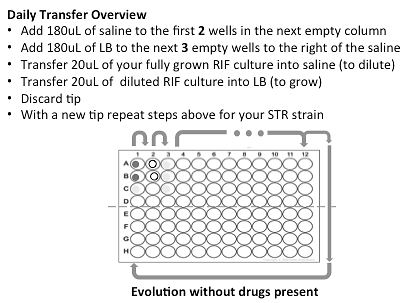 Daily Transfer Overview
• Add 180uL of saline to the first 2 wells in the next empty column
• Add 180uL of LB to the next 3 empty wells to the right of the saline
• Transfer 20uL of your fully grown RIF culture into saline (to dilute)
• Transfer 20uL of diluted RIF culture into LB (to grow)
• Discard tip
• With a new tip repeat steps above for your STR strain
1 2 3 4 5 6 7 8 9 10 11 12
A
B
C
D
E
F
G
H
Evolution without drugs present